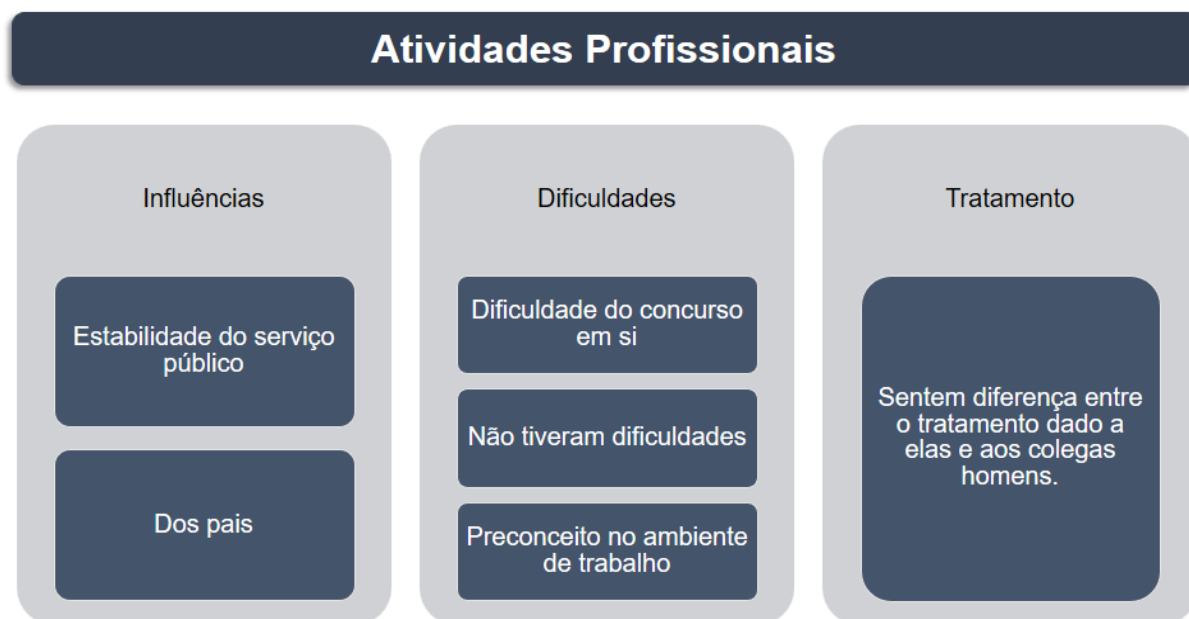 Atividades Profissionais
Influências
Estabilidade do serviço
público
Dos pais
Dificuldades
Dificuldade do concurso
em si
Não tiveram dificuldades
Preconceito no ambiente
de trabalho
Tratamento
Sentem diferença entre
o tratamento dado a
elas e aos colegas
homens.